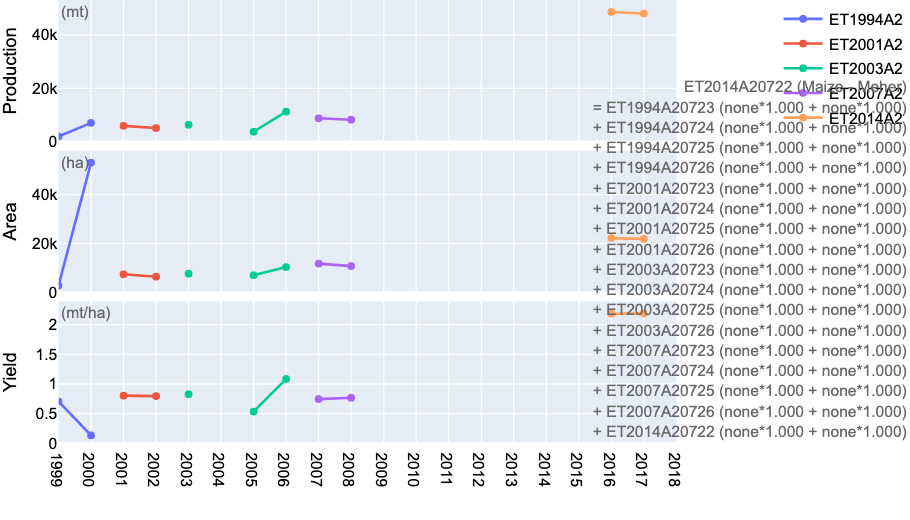 (mt)
Production
40k
20k
0
(ha)
Area
40k
20k
0
(mt/ha)
Yield
2
1.5
1
0.5
0
1999
2000
2001
2002
2003
2004
2005
2006
2007
2008
2009
2010
2011
2012
2013
2014
2015
2016
2017
2018
ET1994A2
ET2001A2
ET2003A2
ET2007A2
ET2014A2
ET2014A20722 (Maize - Meher)
= ET1994A20723 (none*1.000 + none*1.000)
+ ET1994A20724 (none*1.000 + none*1.000)
+ ET1994A20725 (none*1.000 + none*1.000)
+ ET1994A20726 (none*1.000 + none*1.000)
+ ET2001A20723 (none*1.000 + none*1.000)
+ ET2001A20724 (none*1.000 + none*1.000)
+ ET2001A20725 (none*1.000 + none*1.000)
+ ET2001A20726 (none*1.000 + none*1.000)
+ ET2003A20723 (none*1.000 + none*1.000)
+ ET2003A20724 (none*1.000 + none*1.000)
+ ET2003A20725 (none*1.000 + none*1.000)
+ ET2003A20726 (none*1.000 + none*1.000)
+ ET2007A20723 (none*1.000 + none*1.000)
+ ET2007A20724 (none*1.000 + none*1.000)
+ ET2007A20725 (none*1.000 + none*1.000)
+ ET2007A20726 (none*1.000 + none*1.000)
+ ET2014A20722 (none*1.000 + none*1.000)